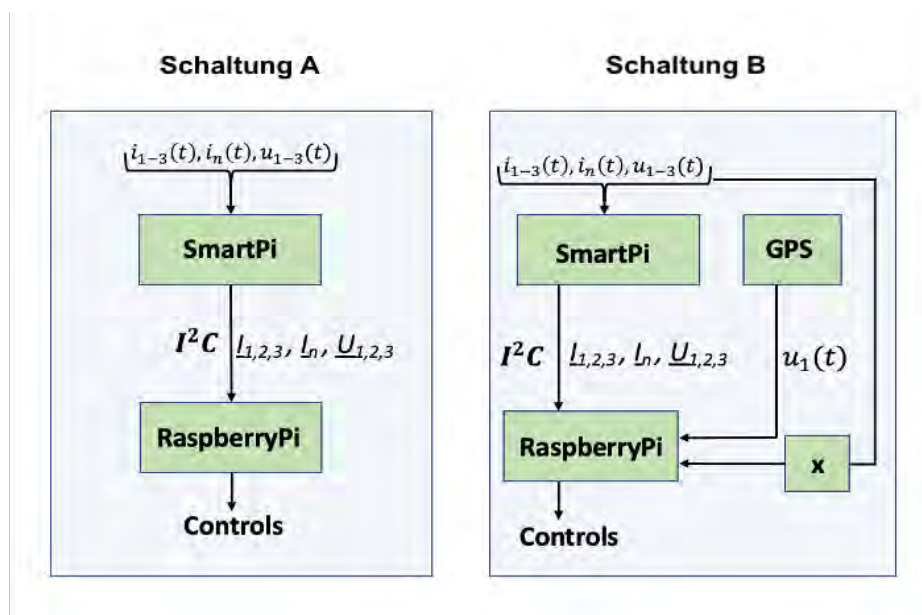 Schaltung A
i₁₋₃(t), iₙ(t), u₁₋₃(t)
SmartPi
I²C I₁,₂,₃, Iₙ, U₁,₂,₃
RaspberryPi
Controls
Schaltung B
i₁₋₃(t), iₙ(t), u₁₋₃(t)
SmartPi
GPS
I²C I₁,₂,₃, Iₙ, U₁,₂,₃
u₁(t)
RaspberryPi
x
Controls